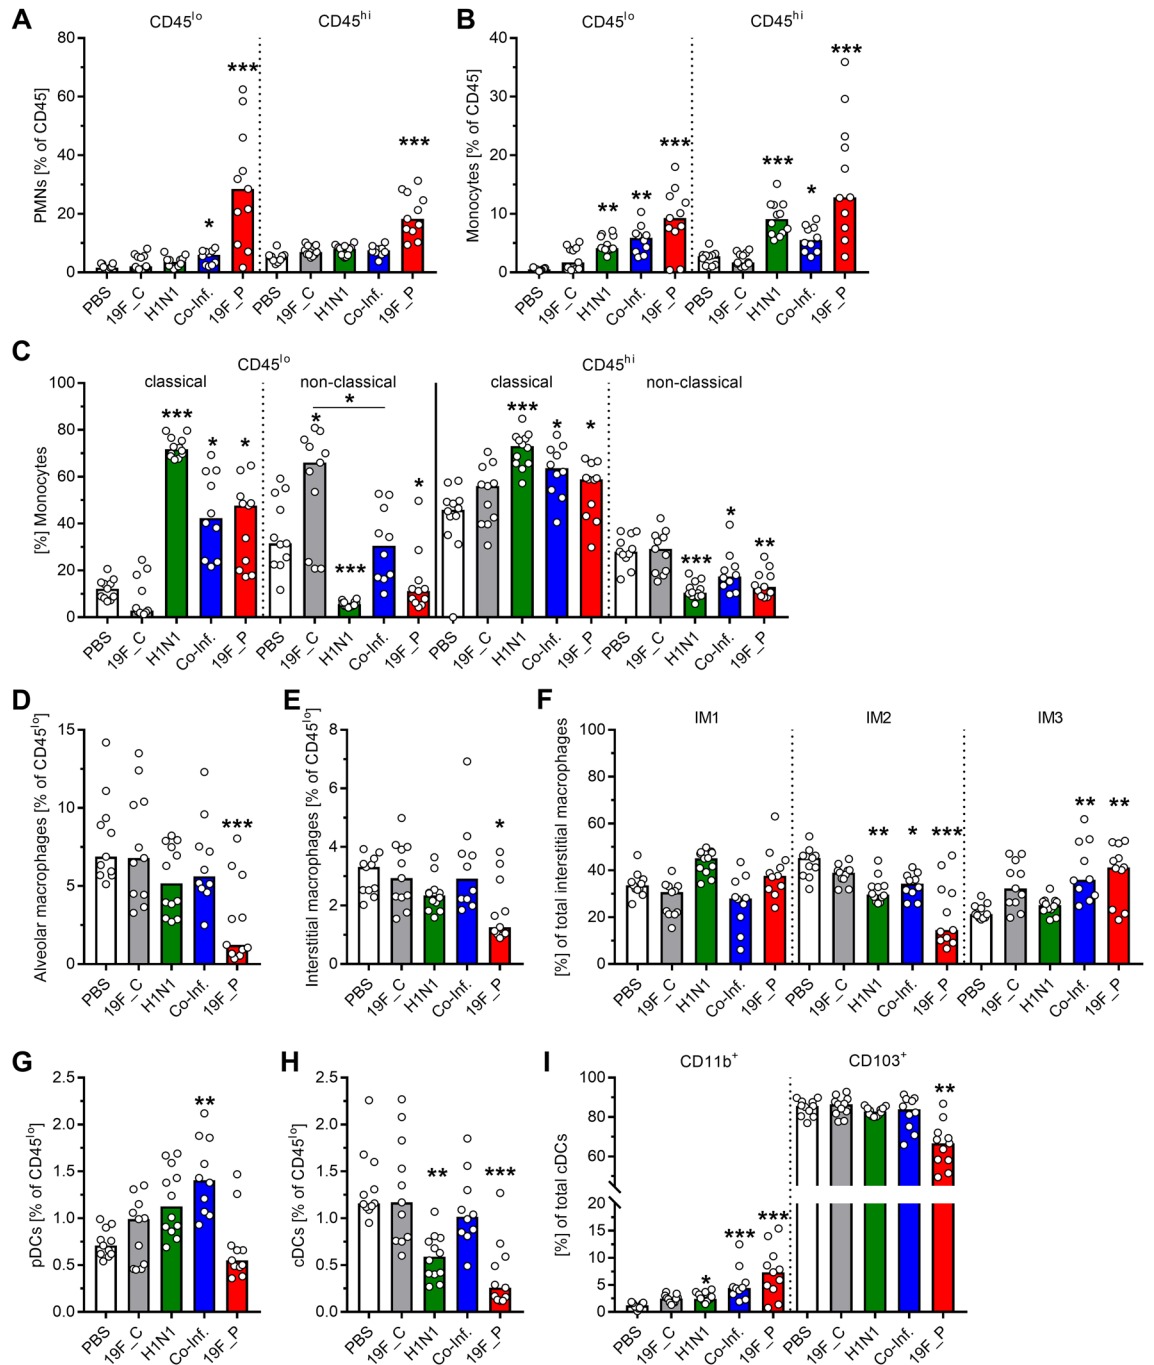 A
CD45lo
CD45hi
PMNs [% of CD45]
80
60
40
20
0
***
*
***
PBS
19F_C
H1N1
Co-Inf.
19F_P
PBS
19F_C
H1N1
Co-Inf.
19F_P
B
CD45lo
CD45hi
Monocytes [% of CD45]
40
30
20
10
0
**
**
***
***
*
***
PBS
19F_C
H1N1
Co-Inf.
19F_P
PBS
19F_C
H1N1
Co-Inf.
19F_P
C
CD45lo
CD45hi
classical
non-classical
classical
non-classical
[%] Monocytes
100
80
60
40
20
0
***
*
*
*
*
***
*
***
*
*
***
*
**
PBS
19F_C
H1N1
Co-Inf.
19F_P
PBS
19F_C
H1N1
Co-Inf.
19F_P
PBS
19F_C
H1N1
Co-Inf.
19F_P
PBS
19F_C
H1N1
Co-Inf.
19F_P
D
Alveolar macrophages [% of CD45lo]
15
10
5
0
***
PBS
19F_C
H1N1
Co-Inf.
19F_P
E
Interstitial macrophages [% of CD45lo]
8
6
4
2
0
*
PBS
19F_C
H1N1
Co-Inf.
19F_P
F
IM1
IM2
IM3
[%] of total interstitial macrophages
100
80
60
40
20
0
**
*
***
**
**
PBS
19F_C
H1N1
Co-Inf.
19F_P
PBS
19F_C
H1N1
Co-Inf.
19F_P
PBS
19F_C
H1N1
Co-Inf.
19F_P
G
pDCs [% of CD45lo]
2.5
2.0
1.5
1.0
0.5
0.0
**
PBS
19F_C
H1N1
Co-Inf.
19F_P
H
cDCs [% of CD45lo]
2.5
2.0
1.5
1.0
0.5
0.0
**
***
PBS
19F_C
H1N1
Co-Inf.
19F_P
I
CD11b+
CD103+
[%] of total cDCs
100
80
60
20
15
10
5
0
*
***
***
**
PBS
19F_C
H1N1
Co-Inf.
19F_P
PBS
19F_C
H1N1
Co-Inf.
19F_P